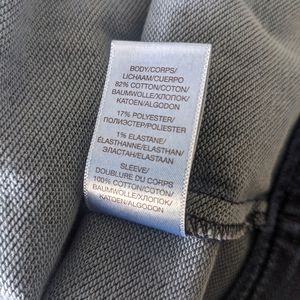 BODY/CORPS/
LICHAAM/CUERPO
82% COTTON/COTON/
BAUMWOLLE/ХЛОПОК/
KATOEN/ALGODON
17% POLYESTER/
ПОЛИЭСТЕР/POLIESTER
1% ELASTANE/
ÉLASTHANNE/ELASTHAN/
ЭЛАСТАН/ELASTAAN
SLEEVE/
DOUBLURE DU CORPS
100% COTTON/COTON/
BAUMWOLLE/ХЛОПОК/
KATOEN/ALGODON